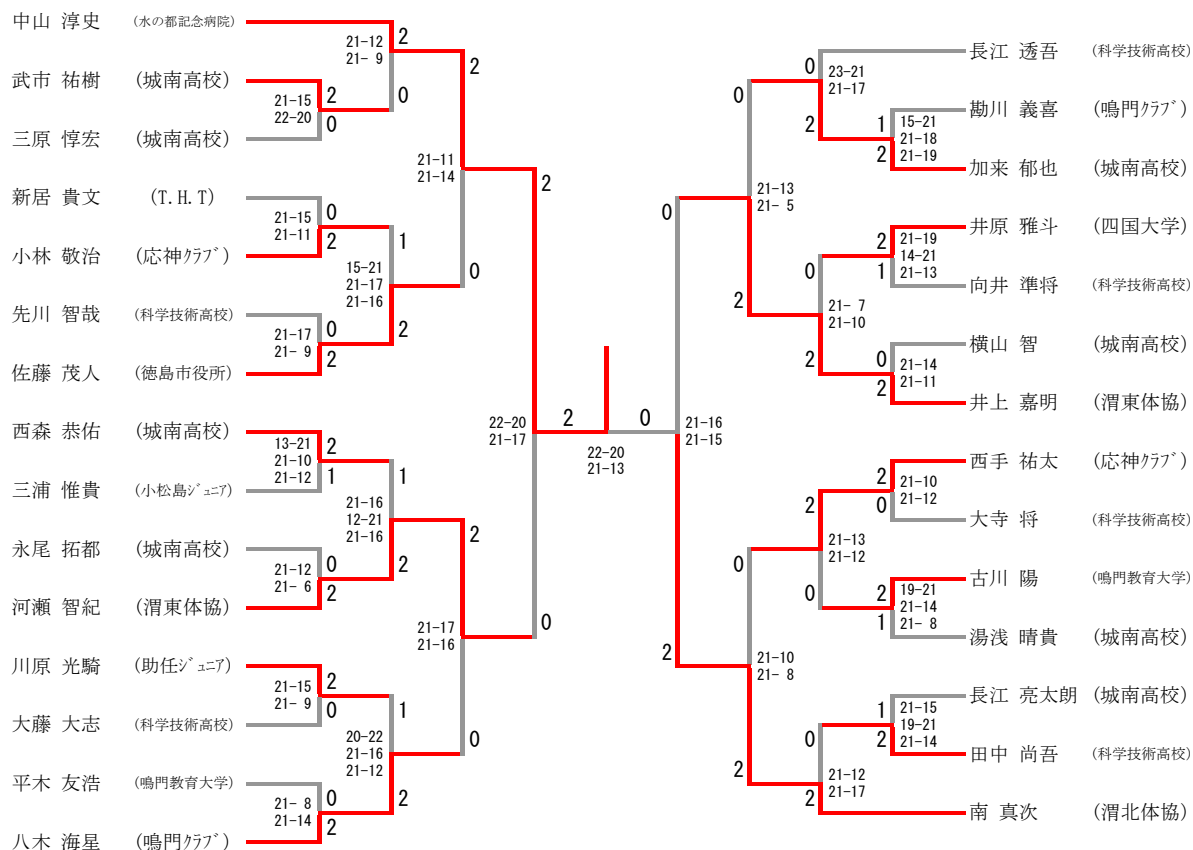 中山 淳史 (水の都記念病院)
武市 祐樹 (城南高校)
三原 惇宏 (城南高校)
新居 貴文 (T.H.T)
小林 敬治 (応神ｸﾗﾌﾞ)
先川 智哉 (科学技術高校)
佐藤 茂人 (徳島市役所)
西森 恭佑 (城南高校)
三浦 惟貴 (小松島ｼﾞｭﾆｱ)
永尾 拓都 (城南高校)
河瀬 智紀 (渭東体協)
川原 光騎 (助任ｼﾞｭﾆｱ)
大藤 大志 (科学技術高校)
平木 友浩 (鳴門教育大学)
八木 海星 (鳴門ｸﾗﾌﾞ)
21-15 2
22-20 0
21-15 0
21-11 2
21-17 0
21- 9 2
13-21 2
21-10
21-12 1
21-12 0
21- 6 2
21-15 2
21- 9 0
21- 8 0
21-14 2
21-12 2
21- 9
0
1
15-21
21-17
21-16
2
1
21-16
12-21
21-16
2
1
20-22
21-16
21-12
2
2
21-11
21-14
0
2
21-17
21-16
0
2
22-20
21-17
0
2 0
22-20
21-13
0
21-16
21-15
2
0
21-13
21- 5
2
0
21-10
21- 8
2
0
23-21
21-17
2
0
21- 7
21-10
2
2
21-13
21-12
0
0
21-12
21-17
2
1 15-21
21-18
2 21-19
2 21-19
14-21
1 21-13
0 21-14
2 21-11
2 21-10
21-12
0
2 19-21
21-14
1 21- 8
1 21-15
19-21
2 21-14
長江 透吾 (科学技術高校)
勘川 義喜 (鳴門ｸﾗﾌﾞ)
加来 郁也 (城南高校)
井原 雅斗 (四国大学)
向井 準将 (科学技術高校)
横山 智 (城南高校)
井上 嘉明 (渭東体協)
西手 祐太 (応神ｸﾗﾌﾞ)
大寺 将 (科学技術高校)
古川 陽 (鳴門教育大学)
湯浅 晴貴 (城南高校)
長江 亮太朗 (城南高校)
田中 尚吾 (科学技術高校)
南 真次 (渭北体協)